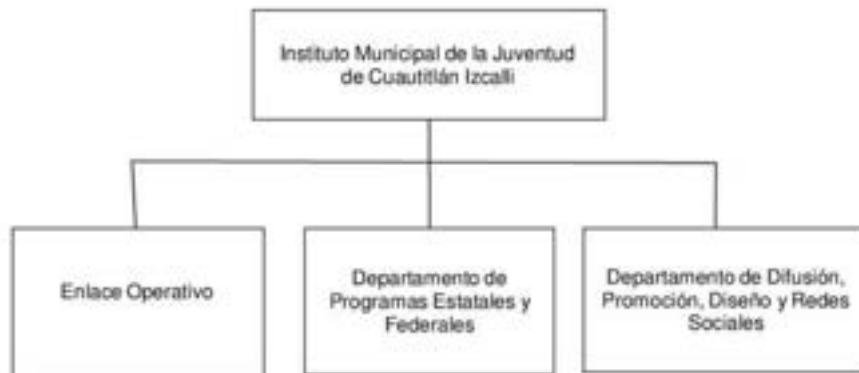 Instituto Municipal de la Juventud
de Cuautitlán Izcalli
Enlace Operativo
Departamento de
Programas Estatales y
Federales
Departamento de Difusión,
Promoción, Diseño y Redes
Sociales